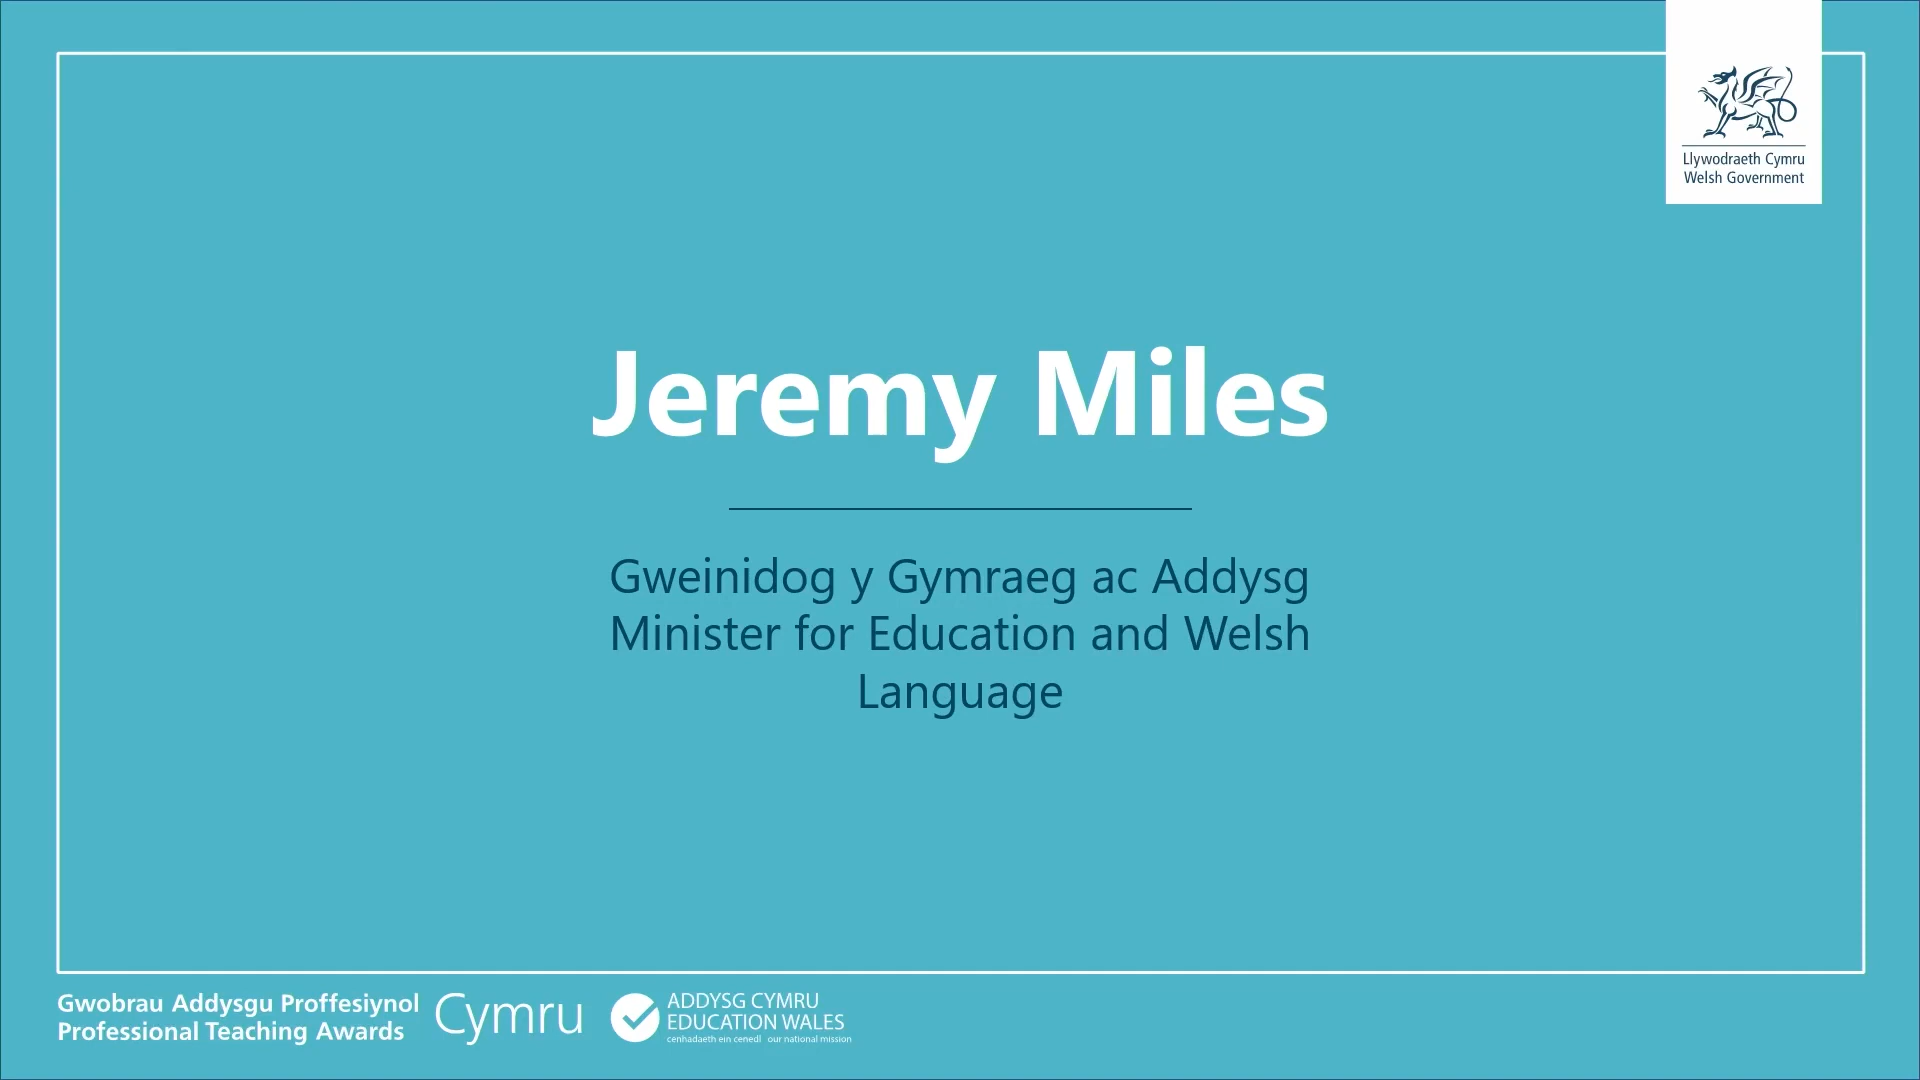 Llywodraeth Cymru
Welsh Government
Jeremy Miles
Gweinidog y Gymraeg ac Addysg
Minister for Education and Welsh
Language
Gwobrau Addysgu Proffesiynol
Professional Teaching Awards
Cymru
ADDYSG CYMRU
EDUCATION WALES
cenhadaeth ein cenedl our national mission